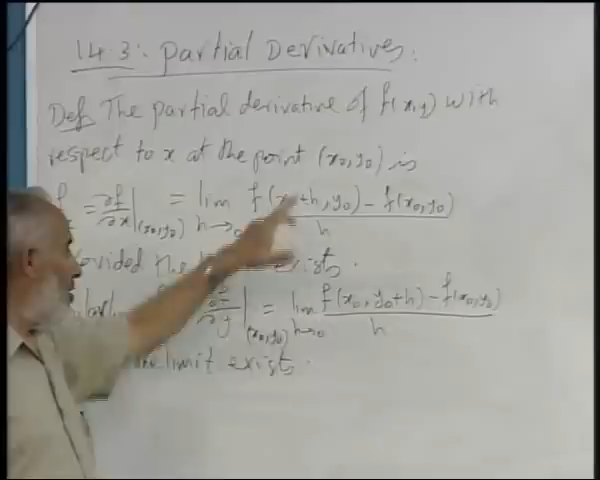 14.3: Partial Derivatives.
Def The partial derivative of f(x,y) with
respect to x at the point (x₀,y₀) is
= ∂f/∂x|(x₀,y₀) = lim h→0 f(x₀+h, y₀) - f(x₀,y₀) / h
the exists.
∂f/∂y|(x₀,y₀) = lim h→0 f(x₀, y₀+h) - f(x₀,y₀) / h
limit exists.